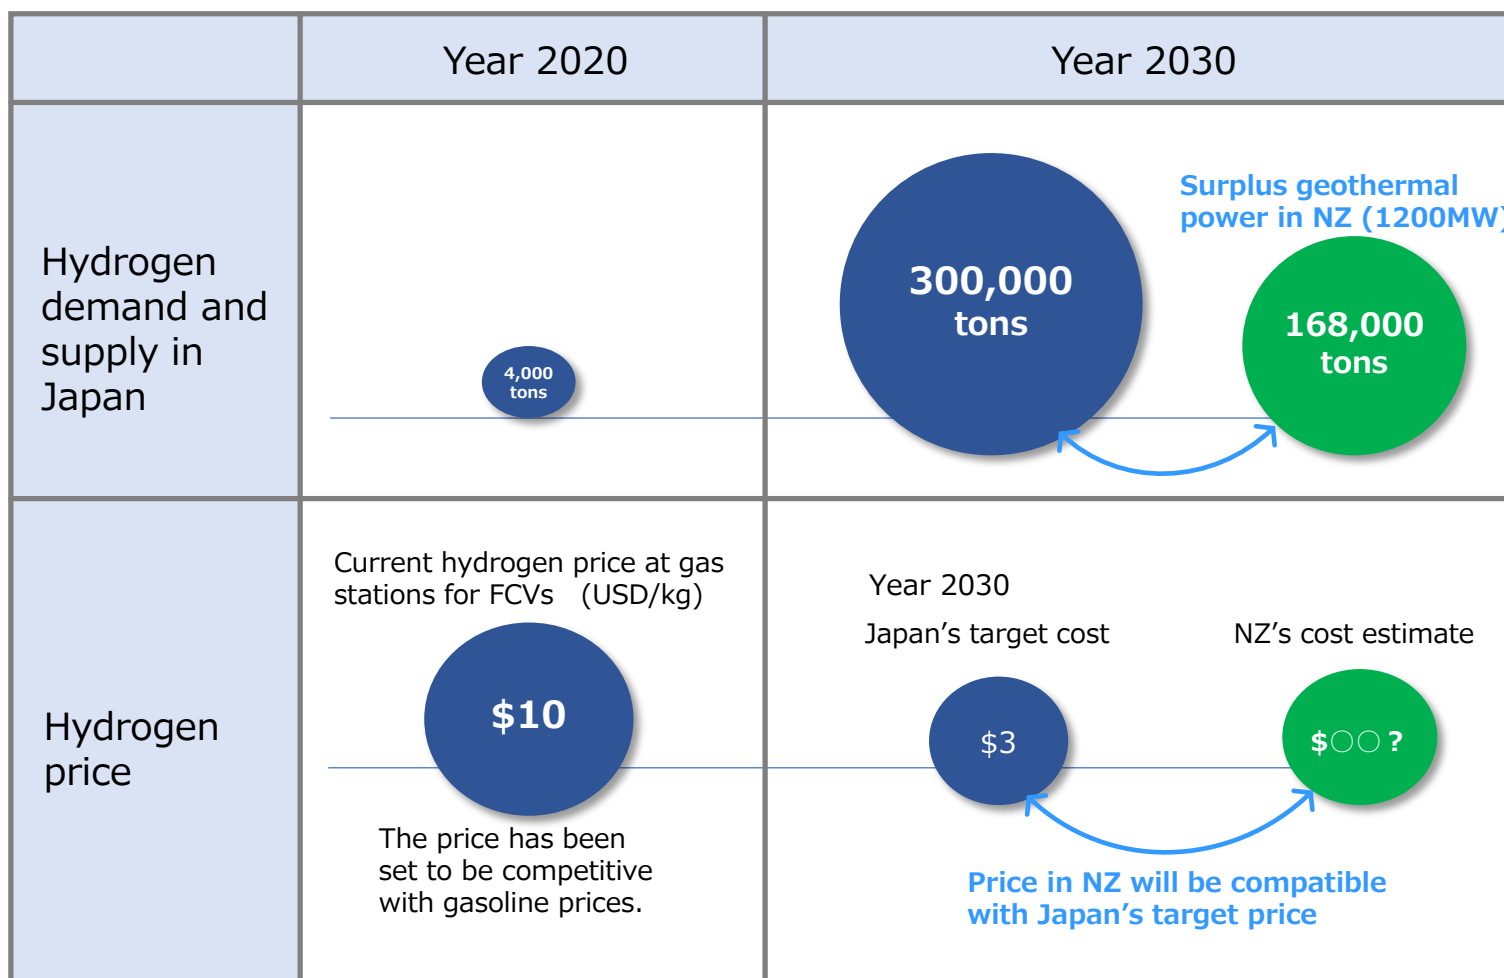 Year 2020
Year 2030
Hydrogen
demand and
supply in
Japan
4,000
tons
300,000
tons
Surplus geothermal
power in NZ (1200MW)
168,000
tons
Hydrogen
price
Current hydrogen price at gas
stations for FCVs (USD/kg)
$10
The price has been
set to be competitive
with gasoline prices.
Year 2030
Japan’s target cost
NZ’s cost estimate
$3
$○○？
Price in NZ will be compatible
with Japan’s target price